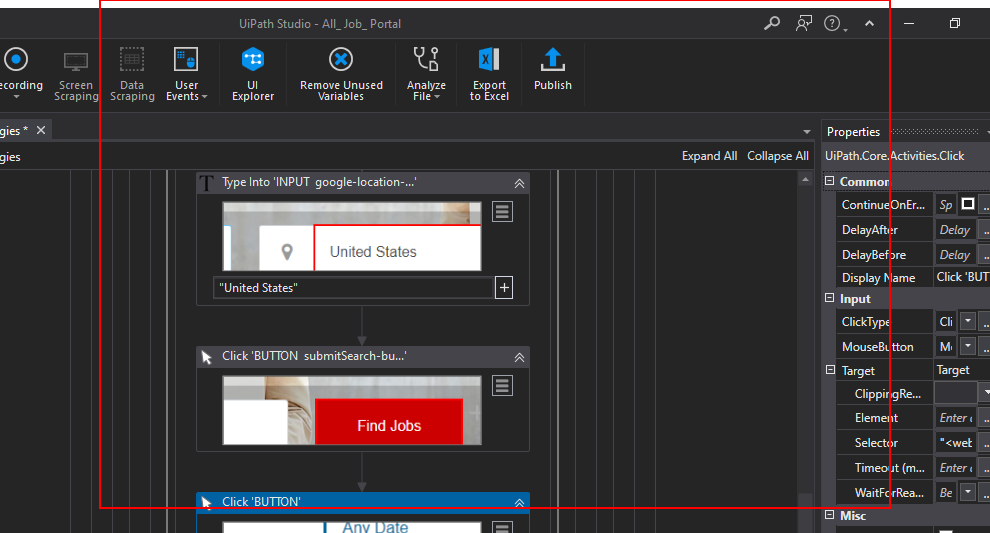 UiPath Studio - All_ Job_ Portal
ecording
Screen Scraping
Data Scraping
User Events
UI Explorer
Remove Unused Variables
Analyze File
Export to Excel
Publish
gies *
Properties
gies
Expand All Collapse All
UiPath.Core.Activities.Click
Type Into 'INPUT google-location-...'
United States
"United States"
Click 'BUTTON submitSearch-bu...'
Find Jobs
Click 'BUTTON'
Any Date
Common
ContinueOnEr... Sp ...
DelayAfter Delay ...
DelayBefore Delay ...
Display Name Click 'BUT
Input
ClickType Cli ...
MouseButton ...
Target Target
ClippingRe...
Element Enter ...
Selector "<web ...
Timeout (m... Enter ...
WaitForRea... Be ...
Misc